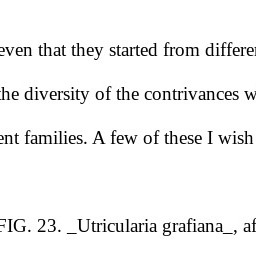 even that they started from differe
the diversity of the contrivances w
ent families. A few of these I wish
FIG. 23. _Utricularia grafiana_, af